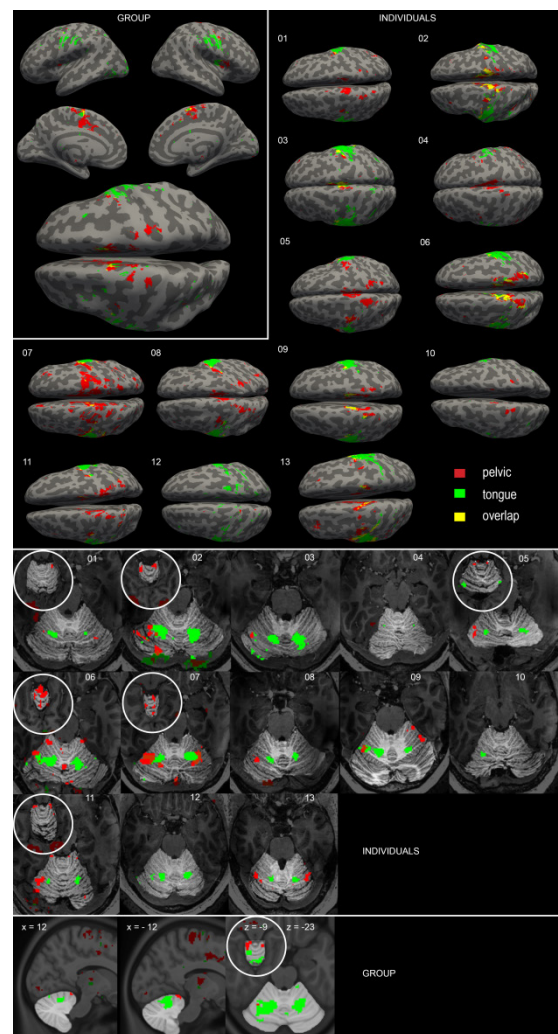 GROUP
INDIVIDUALS
01
02
03
04
05
06
07
08
09
10
11
12
13
pelvic
tongue
overlap
01
02
03
04
05
06
07
08
09
10
11
12
13
INDIVIDUALS
x = 12
x = - 12
z = -9
z = -23
GROUP